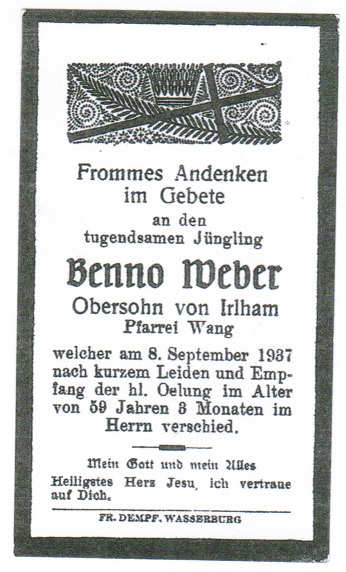 Frommes Andenken
im Gebete
an den
tugendsamen Jüngling
Benno Weber
Obersohn von Irlham
Pfarrei Wang
welcher am 8. September 1937
nach kurzem Leiden und Emp-
fang der hl. Oelung im Alter
von 59 Jahren 3 Monaten im
Herrn verschied.
Mein Gott und mein Alles
Heiligstes Herz Jesu, ich vertraue
auf Dich.
FR. DEMPF, WASSERBURG